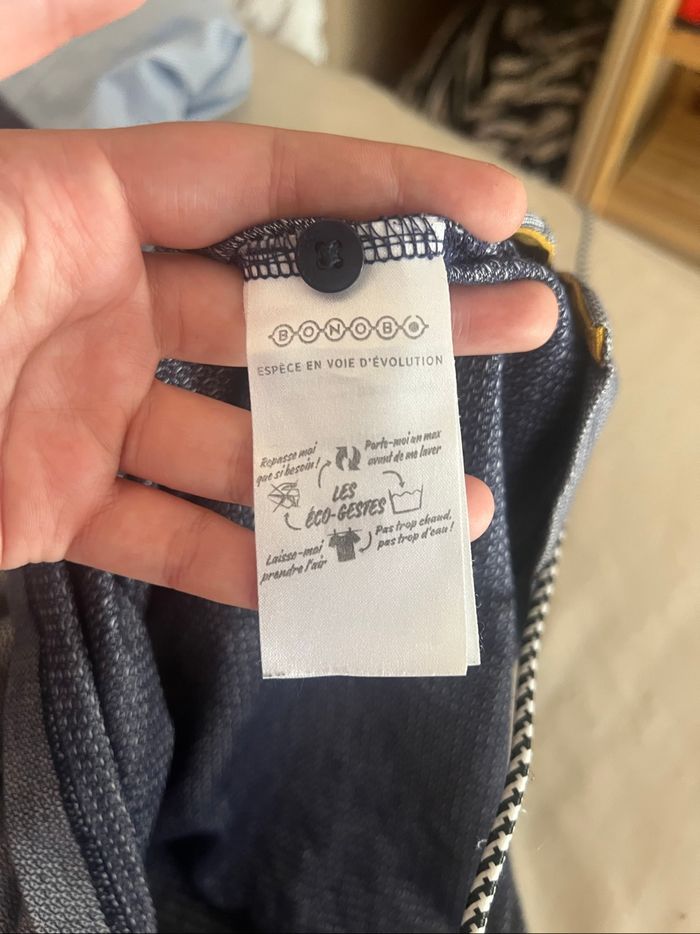 BONOBO
ESPÈCE EN VOIE D'ÉVOLUTION
Repasse moi
que si besoin !
Porte-moi un max
avant de me laver
LES
ÉCO-GESTES
Laisse-moi
prendre l'air
Pas trop chaud,
pas trop d'eau !